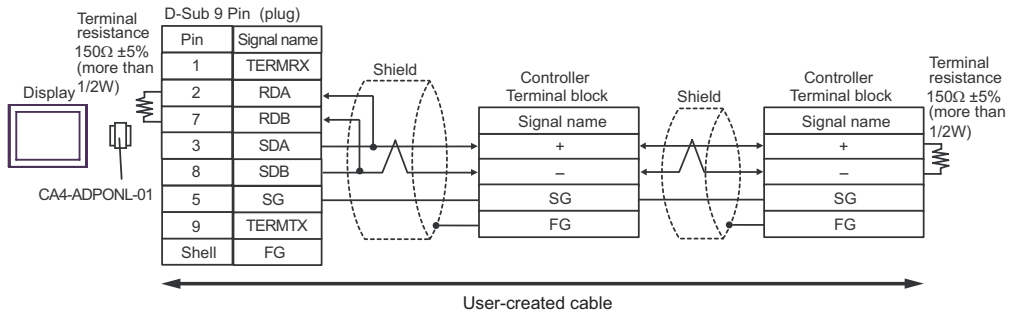 Terminal
resistance
150Ω ±5%
(more than
1/2W)
Display
CA4-ADPONL-01
D-Sub 9 Pin (plug)
Pin Signal name
1 TERMRX
2 RDA
7 RDB
3 SDA
8 SDB
5 SG
9 TERMTX
Shell FG
Shield
Controller
Terminal block
Signal name
+
–
SG
FG
Shield
Controller
Terminal block
Signal name
+
–
SG
FG
Terminal
resistance
150Ω ±5%
(more than
1/2W)
User-created cable